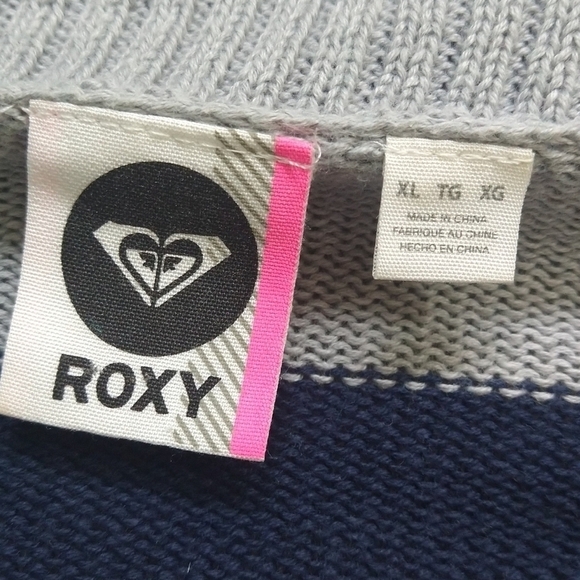 ROXY
XL TG XG
MADE IN CHINA
FABRIQUE AU CHINE
HECHO EN CHINA